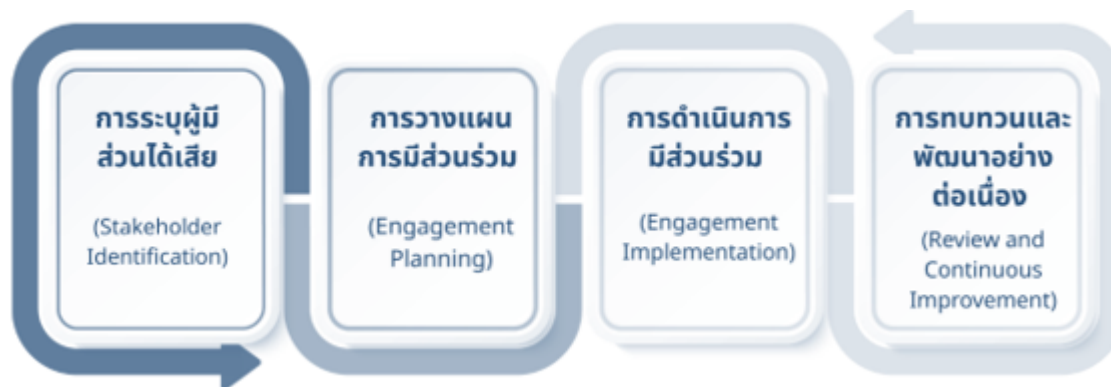 การระบุผู้มี
ส่วนได้เสีย
(Stakeholder
Identification)
การวางแผน
การมีส่วนร่วม
(Engagement
Planning)
การดำเนินการ
มีส่วนร่วม
(Engagement
Implementation)
การทบทวนและ
พัฒนาอย่าง
ต่อเนื่อง
(Review and
Continuous
Improvement)